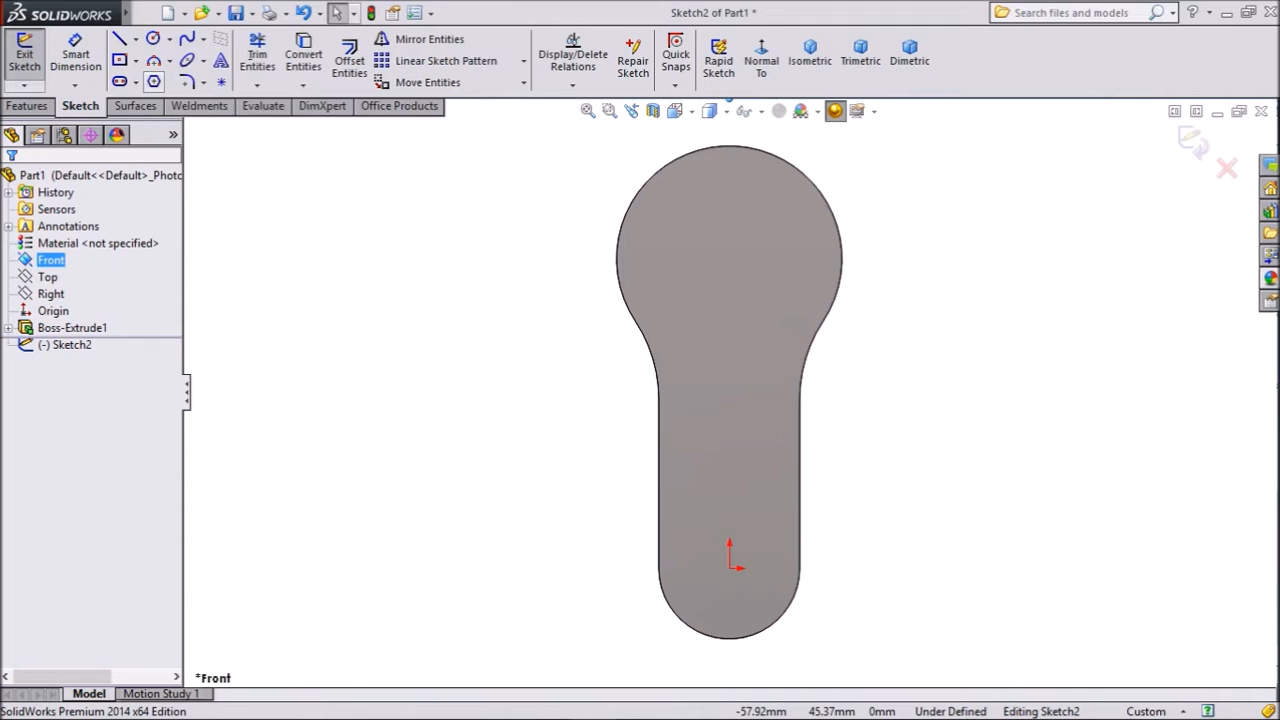 SOLIDWORKS
Sketch2 of Part1 *
Search files and models
Exit Sketch
Smart Dimension
Trim Entities
Convert Entities
Offset Entities
Mirror Entities
Linear Sketch Pattern
Move Entities
Display/Delete Relations
Repair Sketch
Quick Snaps
Rapid Sketch
Normal To
Isometric
Trimetric
Dimetric
Features
Sketch
Surfaces
Weldments
Evaluate
DimXpert
Office Products
Part1 (Default<<Default>_Photo
History
Sensors
Annotations
Material <not specified>
Front
Top
Right
Origin
Boss-Extrude1
(-) Sketch2
*Front
Model
Motion Study 1
SolidWorks Premium 2014 x64 Edition
-57.92mm
45.37mm
0mm
Under Defined
Editing Sketch2
Custom